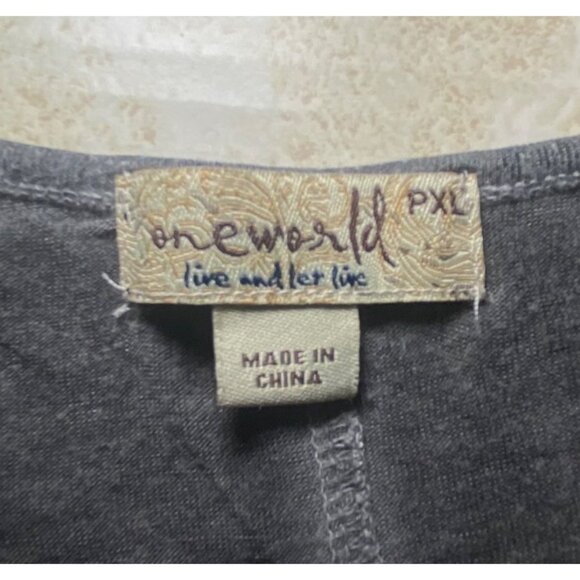 oneworld PXL
live and let live
MADE IN
CHINA